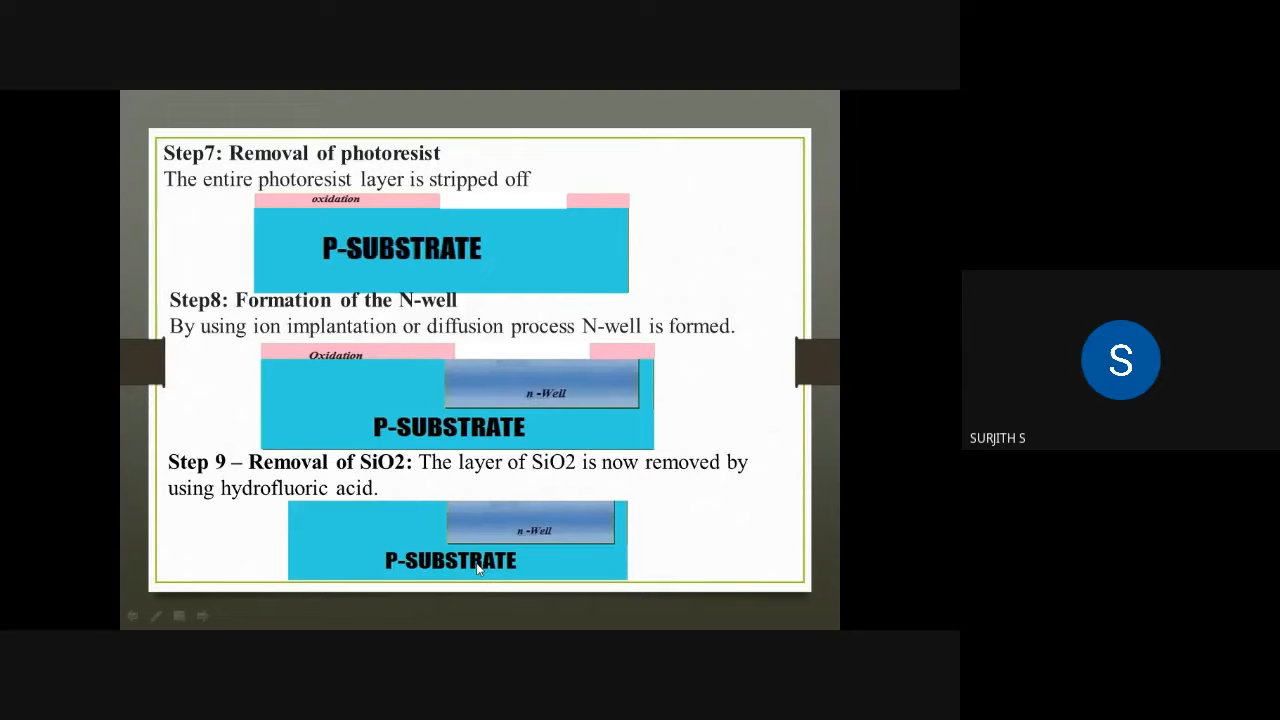 Step7: Removal of photoresist
The entire photoresist layer is stripped off
oxidation
P-SUBSTRATE
Step8: Formation of the N-well
By using ion implantation or diffusion process N-well is formed.
Oxidation
n -Well
P-SUBSTRATE
Step 9 – Removal of SiO2: The layer of SiO2 is now removed by
using hydrofluoric acid.
n -Well
P-SUBSTRATE
S
SURJITH S